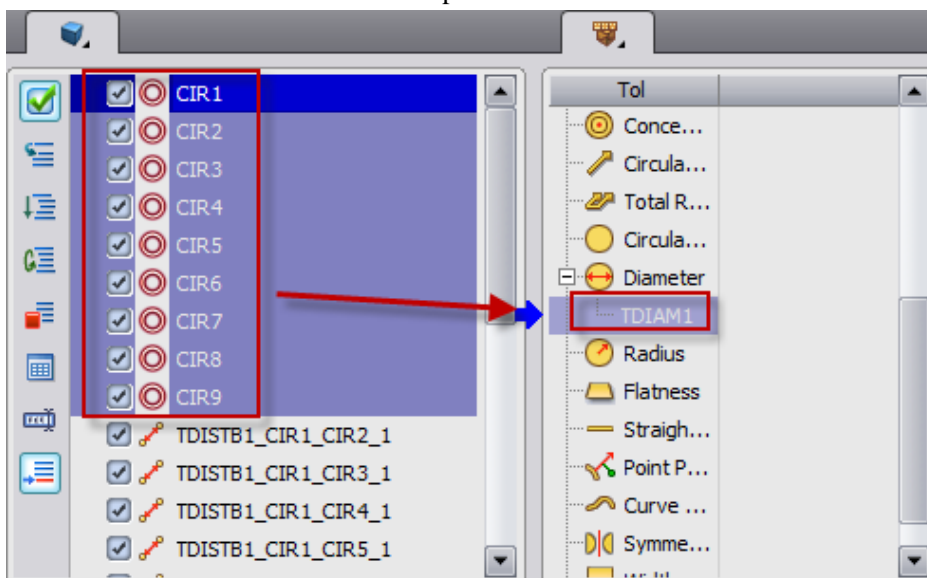 CIR1
CIR2
CIR3
CIR4
CIR5
CIR6
CIR7
CIR8
CIR9
TDISTB1_CIR1_CIR2_1
TDISTB1_CIR1_CIR3_1
TDISTB1_CIR1_CIR4_1
TDISTB1_CIR1_CIR5_1
Tol
Conce...
Circula...
Total R...
Circula...
Diameter
TDIAM1
Radius
Flatness
Straigh...
Point P...
Curve ...
Symme...